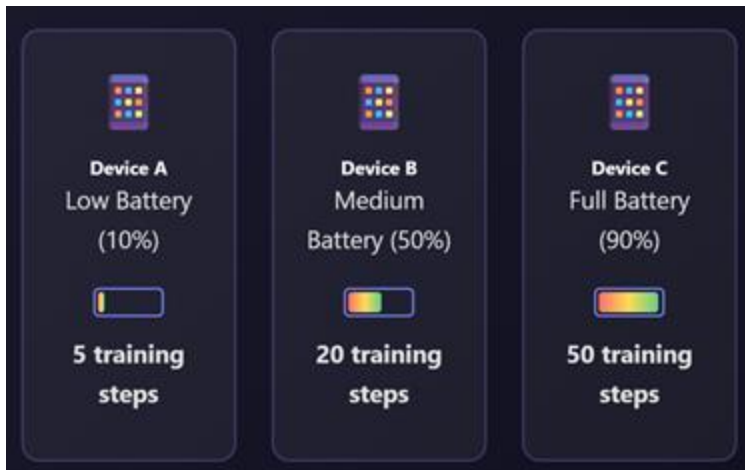 Device A
Low Battery
(10%)
5 training
steps
Device B
Medium
Battery (50%)
20 training
steps
Device C
Full Battery
(90%)
50 training
steps